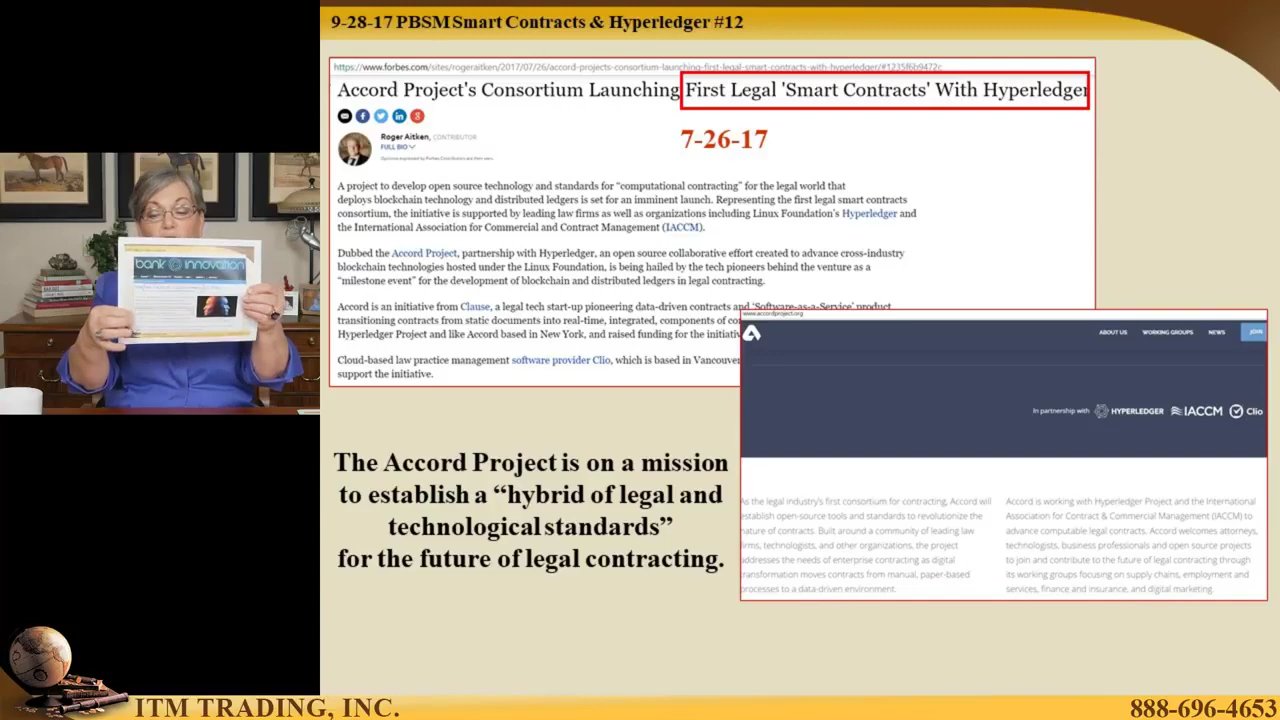 9-28-17 PBSM Smart Contracts & Hyperledger #12
https://www.forbes.com/sites/rogeraitken/2017/07/26/accord-projects-consortium-launching-first-legal-smart-contracts-with-hyperledger/#1235f6b9472c
Accord Project's Consortium Launching First Legal 'Smart Contracts' With Hyperledger
Roger Aitken, CONTRIBUTOR
FULL BIO
Opinions expressed by Forbes Contributors are their own.
7-26-17
A project to develop open source technology and standards for “computational contracting” for the legal world that
deploys blockchain technology and distributed ledgers is set for an imminent launch. Representing the first legal smart contracts
consortium, the initiative is supported by leading law firms as well as organizations including Linux Foundation's Hyperledger and
the International Association for Commercial and Contract Management (IACCM).
Dubbed the Accord Project, partnership with Hyperledger, an open source collaborative effort created to advance cross-industry
blockchain technologies hosted under the Linux Foundation, is being hailed by the tech pioneers behind the venture as a
“milestone event” for the development of blockchain and distributed ledgers in legal contracting.
Accord is an initiative from Clause, a legal tech start-up pioneering data-driven contracts and ‘Software-as-a-Service’ product
transitioning contracts from static documents into real-time, integrated, components of
Hyperledger Project and like Accord based in New York, and raised funding for the
Cloud-based law practice management software provider Clio, which is based in
support the initiative.
www.accordproject.org
ABOUT US WORKING GROUPS NEWS JOIN
In partnership with HYPERLEDGER IACCM Clio
As the legal industry's first consortium for contracting, Accord will
establish open-source tools and standards to revolutionize the
nature of contracts. Built around a community of leading law
firms, technologists, and other organizations, the project
addresses the needs of enterprise contracting as digital
transformation moves contracts from manual, paper-based
processes to a data-driven environment.
Accord is working with Hyperledger Project and the International
Association for Contract & Commercial Management (IACCM) to
advance computable legal contracts. Accord welcomes attorneys,
technologists, business professionals and open source projects
to join and contribute to the future of legal contracting through
its working groups focusing on supply chains, employment and
services, finance and insurance, and digital marketing.
The Accord Project is on a mission
to establish a “hybrid of legal and
technological standards”
for the future of legal contracting.
bank innovation
ITM TRADING, INC.
888-696-4653